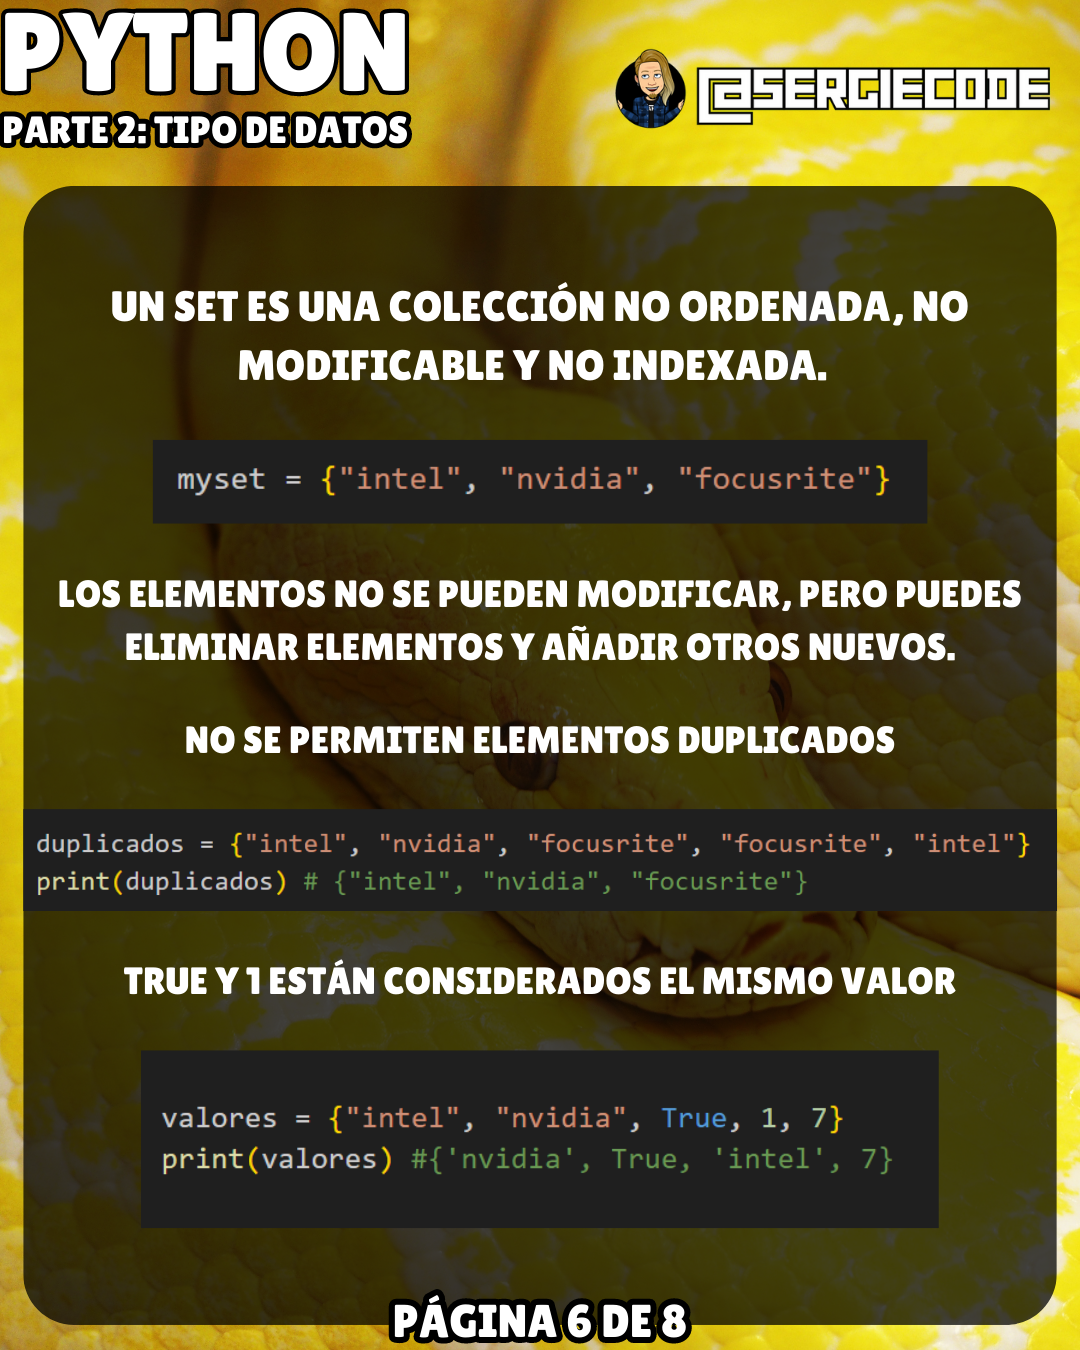 PYTHON
PARTE 2: TIPO DE DATOS
@SERGIECODE
UN SET ES UNA COLECCIÓN NO ORDENADA, NO
MODIFICABLE Y NO INDEXADA.
myset = {"intel", "nvidia", "focusrite"}
LOS ELEMENTOS NO SE PUEDEN MODIFICAR, PERO PUEDES
ELIMINAR ELEMENTOS Y AÑADIR OTROS NUEVOS.
NO SE PERMITEN ELEMENTOS DUPLICADOS
duplicados = {"intel", "nvidia", "focusrite", "focusrite", "intel"}
print(duplicados) # {"intel", "nvidia", "focusrite"}
TRUE Y 1 ESTÁN CONSIDERADOS EL MISMO VALOR
valores = {"intel", "nvidia", True, 1, 7}
print(valores) #{'nvidia', True, 'intel', 7}
PÁGINA 6 DE 8